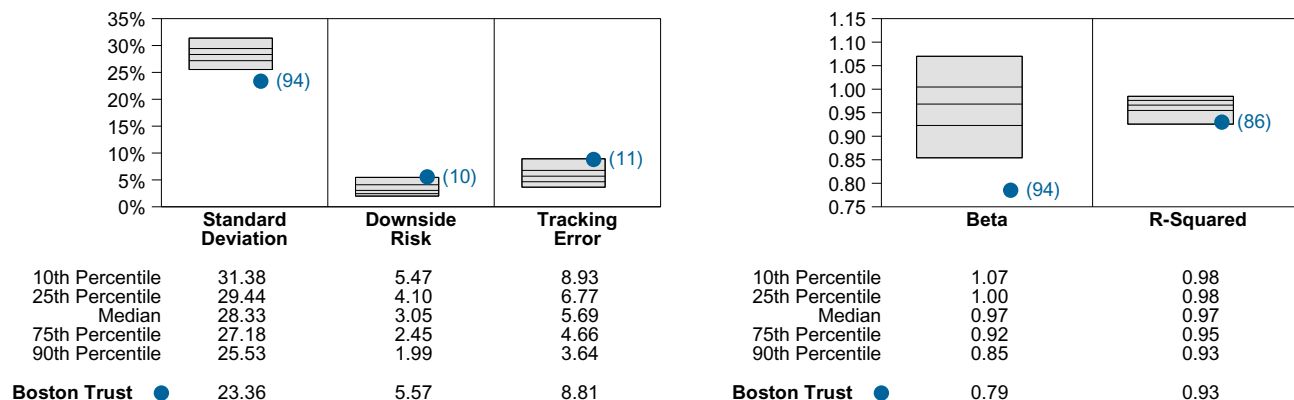 35%
30%
25%
20%
15%
10%
5%
0%
(94)
(10)
(11)
Standard Deviation
Downside Risk
Tracking Error
10th Percentile 31.38 5.47 8.93
25th Percentile 29.44 4.10 6.77
Median 28.33 3.05 5.69
75th Percentile 27.18 2.45 4.66
90th Percentile 25.53 1.99 3.64
Boston Trust 23.36 5.57 8.81
1.15
1.10
1.05
1.00
0.95
0.90
0.85
0.80
0.75
(94)
(86)
Beta
R-Squared
10th Percentile 1.07 0.98
25th Percentile 1.00 0.98
Median 0.97 0.97
75th Percentile 0.92 0.95
90th Percentile 0.85 0.93
Boston Trust 0.79 0.93